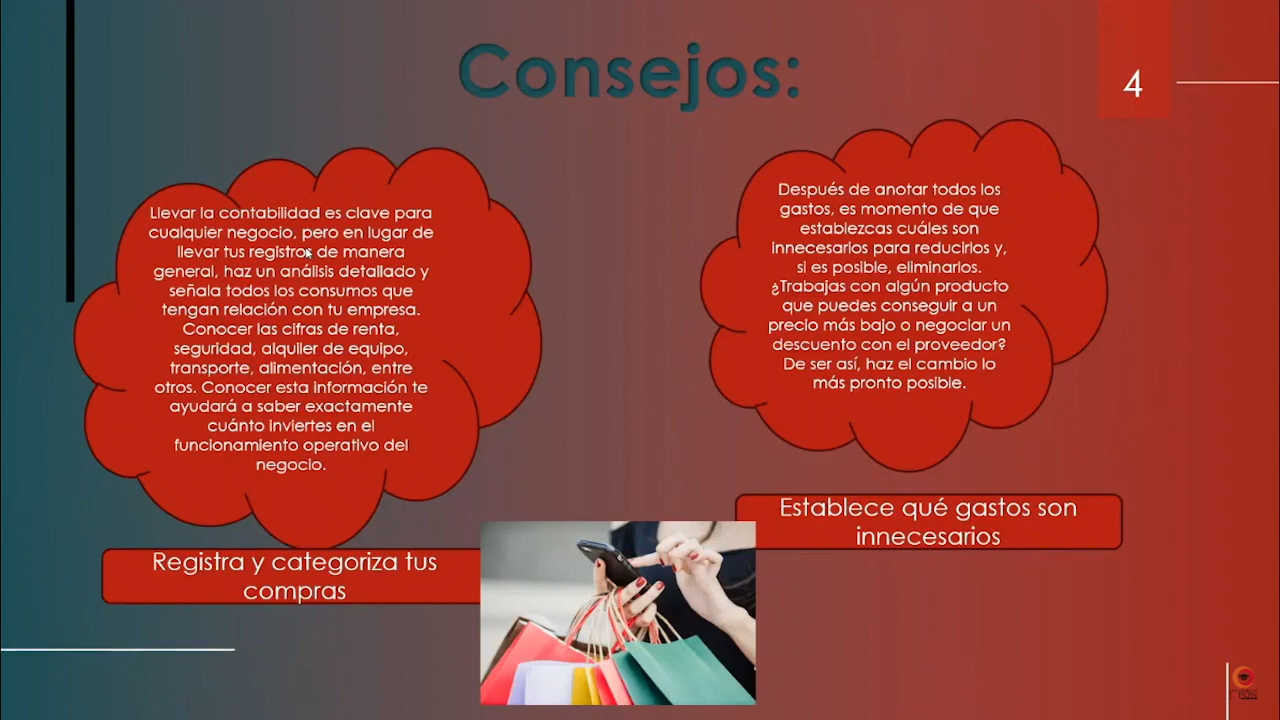 Consejos:
4
Llevar la contabilidad es clave para
cualquier negocio, pero en lugar de
llevar tus registros de manera
general, haz un análisis detallado y
señala todos los consumos que
tengan relación con tu empresa.
Conocer las cifras de renta,
seguridad, alquiler de equipo,
transporte, alimentación, entre
otros. Conocer esta información te
ayudará a saber exactamente
cuánto inviertes en el
funcionamiento operativo del
negocio.
Registra y categoriza tus
compras
Después de anotar todos los
gastos, es momento de que
establezcas cuáles son
innecesarios para reducirlos y,
si es posible, eliminarlos.
¿Trabajas con algún producto
que puedes conseguir a un
precio más bajo o negociar un
descuento con el proveedor?
De ser así, haz el cambio lo
más pronto posible.
Establece qué gastos son
innecesarios